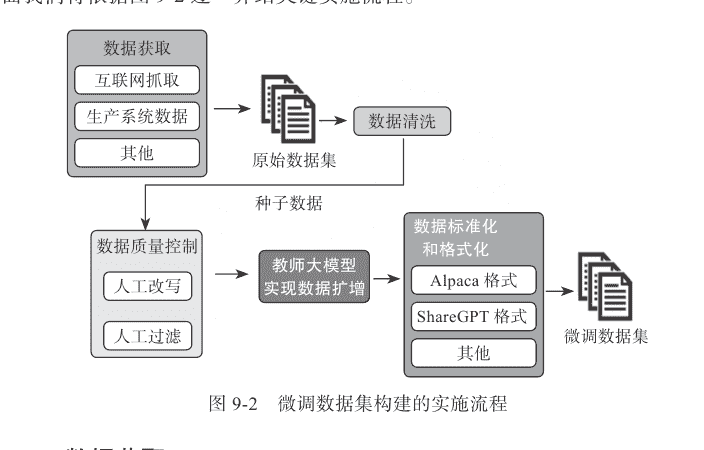 数据获取
互联网抓取
生产系统数据
其他
原始数据集
数据清洗
种子数据
数据质量控制
人工改写
人工过滤
教师大模型
实现数据扩增
数据标准化
和格式化
Alpaca 格式
ShareGPT 格式
其他
微调数据集
图 9-2 微调数据集构建的实施流程